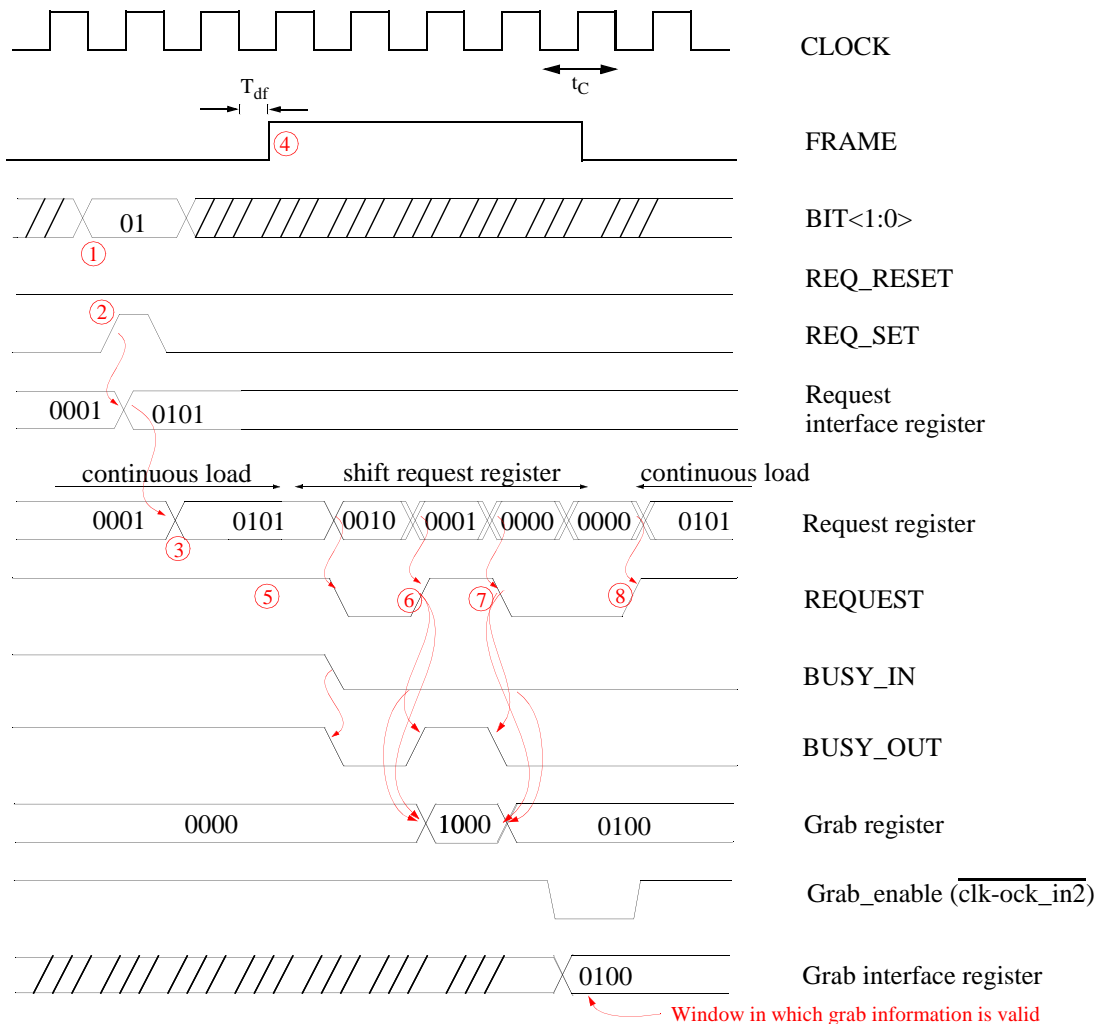 CLOCK
tC
Tdf
4
FRAME
01
BIT<1:0>
1
REQ_RESET
2
REQ_SET
0001
0101
Request
interface register
continuous load
shift request register
continuous load
0001
0101
0010
0001
0000
0000
0101
Request register
3
5
6
7
8
REQUEST
BUSY_IN
BUSY_OUT
0000
1000
0100
Grab register
Grab_enable (clk-ock_in2)
0100
Grab interface register
Window in which grab information is valid